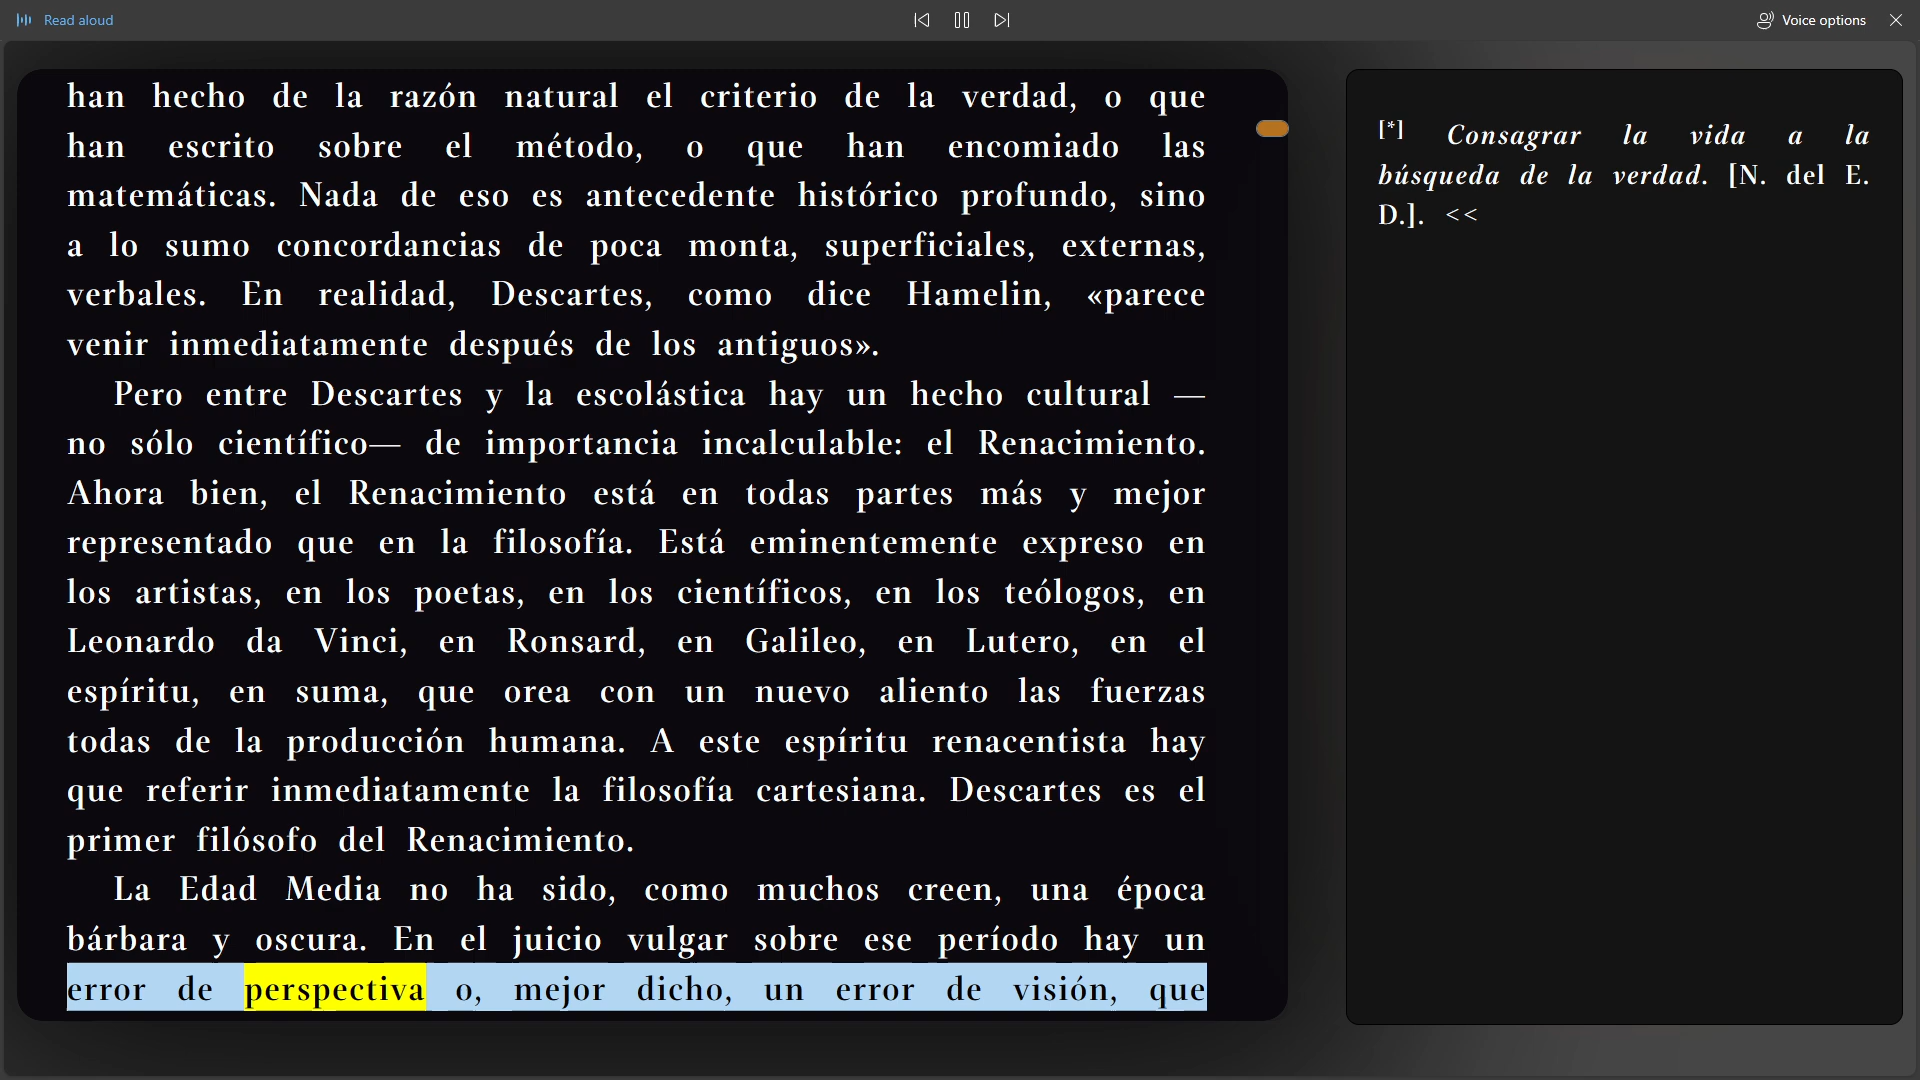 Read aloud
Voice options
han hecho de la razón natural el criterio de la verdad, o que
han escrito sobre el método, o que han encomiado las
matemáticas. Nada de eso es antecedente histórico profundo, sino
a lo sumo concordancias de poca monta, superficiales, externas,
verbales. En realidad, Descartes, como dice Hamelin, «parece
venir inmediatamente después de los antiguos».
Pero entre Descartes y la escolástica hay un hecho cultural —
no sólo científico— de importancia incalculable: el Renacimiento.
Ahora bien, el Renacimiento está en todas partes más y mejor
representado que en la filosofía. Está eminentemente expreso en
los artistas, en los poetas, en los científicos, en los teólogos, en
Leonardo da Vinci, en Ronsard, en Galileo, en Lutero, en el
espíritu, en suma, que orea con un nuevo aliento las fuerzas
todas de la producción humana. A este espíritu renacentista hay
que referir inmediatamente la filosofía cartesiana. Descartes es el
primer filósofo del Renacimiento.
La Edad Media no ha sido, como muchos creen, una época
bárbara y oscura. En el juicio vulgar sobre ese período hay un
error de perspectiva o, mejor dicho, un error de visión, que
[*] Consagrar la vida a la
búsqueda de la verdad. [N. del E.
D.]. <<